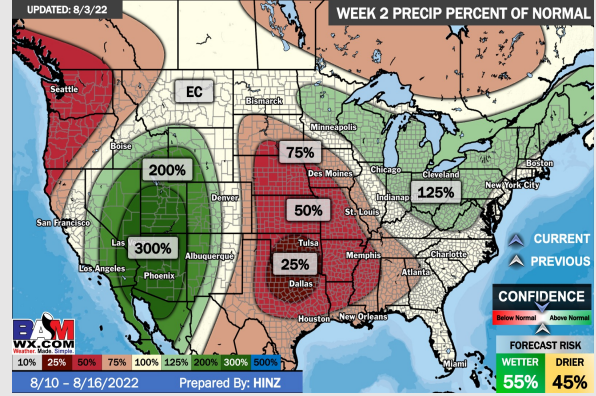 UPDATED: 8/3/22
WEEK 2 PRECIP PERCENT OF NORMAL
Seattle
EC
Bismarck
Minneapolis
Boise
75%
200%
Des Moines
Chicago
Cleveland
Boston
New York City
125%
Denver
Indianap
50%
St. Louis
San Francisco
Las
300%
Tulsa
Charlotte
CURRENT
Albuquerque
Memphis
25%
PREVIOUS
Los Angeles
Phoenix
Atlanta
Dallas
CONFIDENCE
Below Normal
Above Normal
Houston
New Orleans
BAM
WX.COM
Weather. Made. Simple.
FORECAST RISK
WETTER
DRIER
55%
45%
Miami
10% 25% 50% 75% 100% 125% 200% 300% 500%
8/10 – 8/16/2022
Prepared By: HINZ